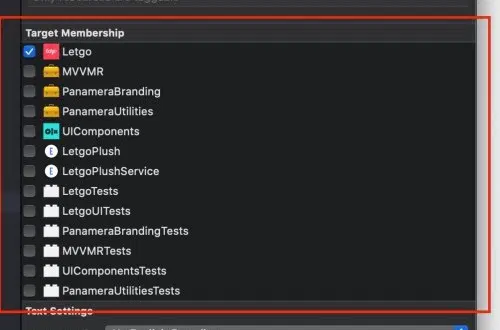 Target Membership
Letgo
MVVMR
PanameraBranding
PanameraUtilities
UIComponents
LetgoPlush
LetgoPlushService
LetgoTests
LetgoUITests
PanameraBrandingTests
MVVMRTests
UIComponentsTests
PanameraUtilitiesTests
Text Settings